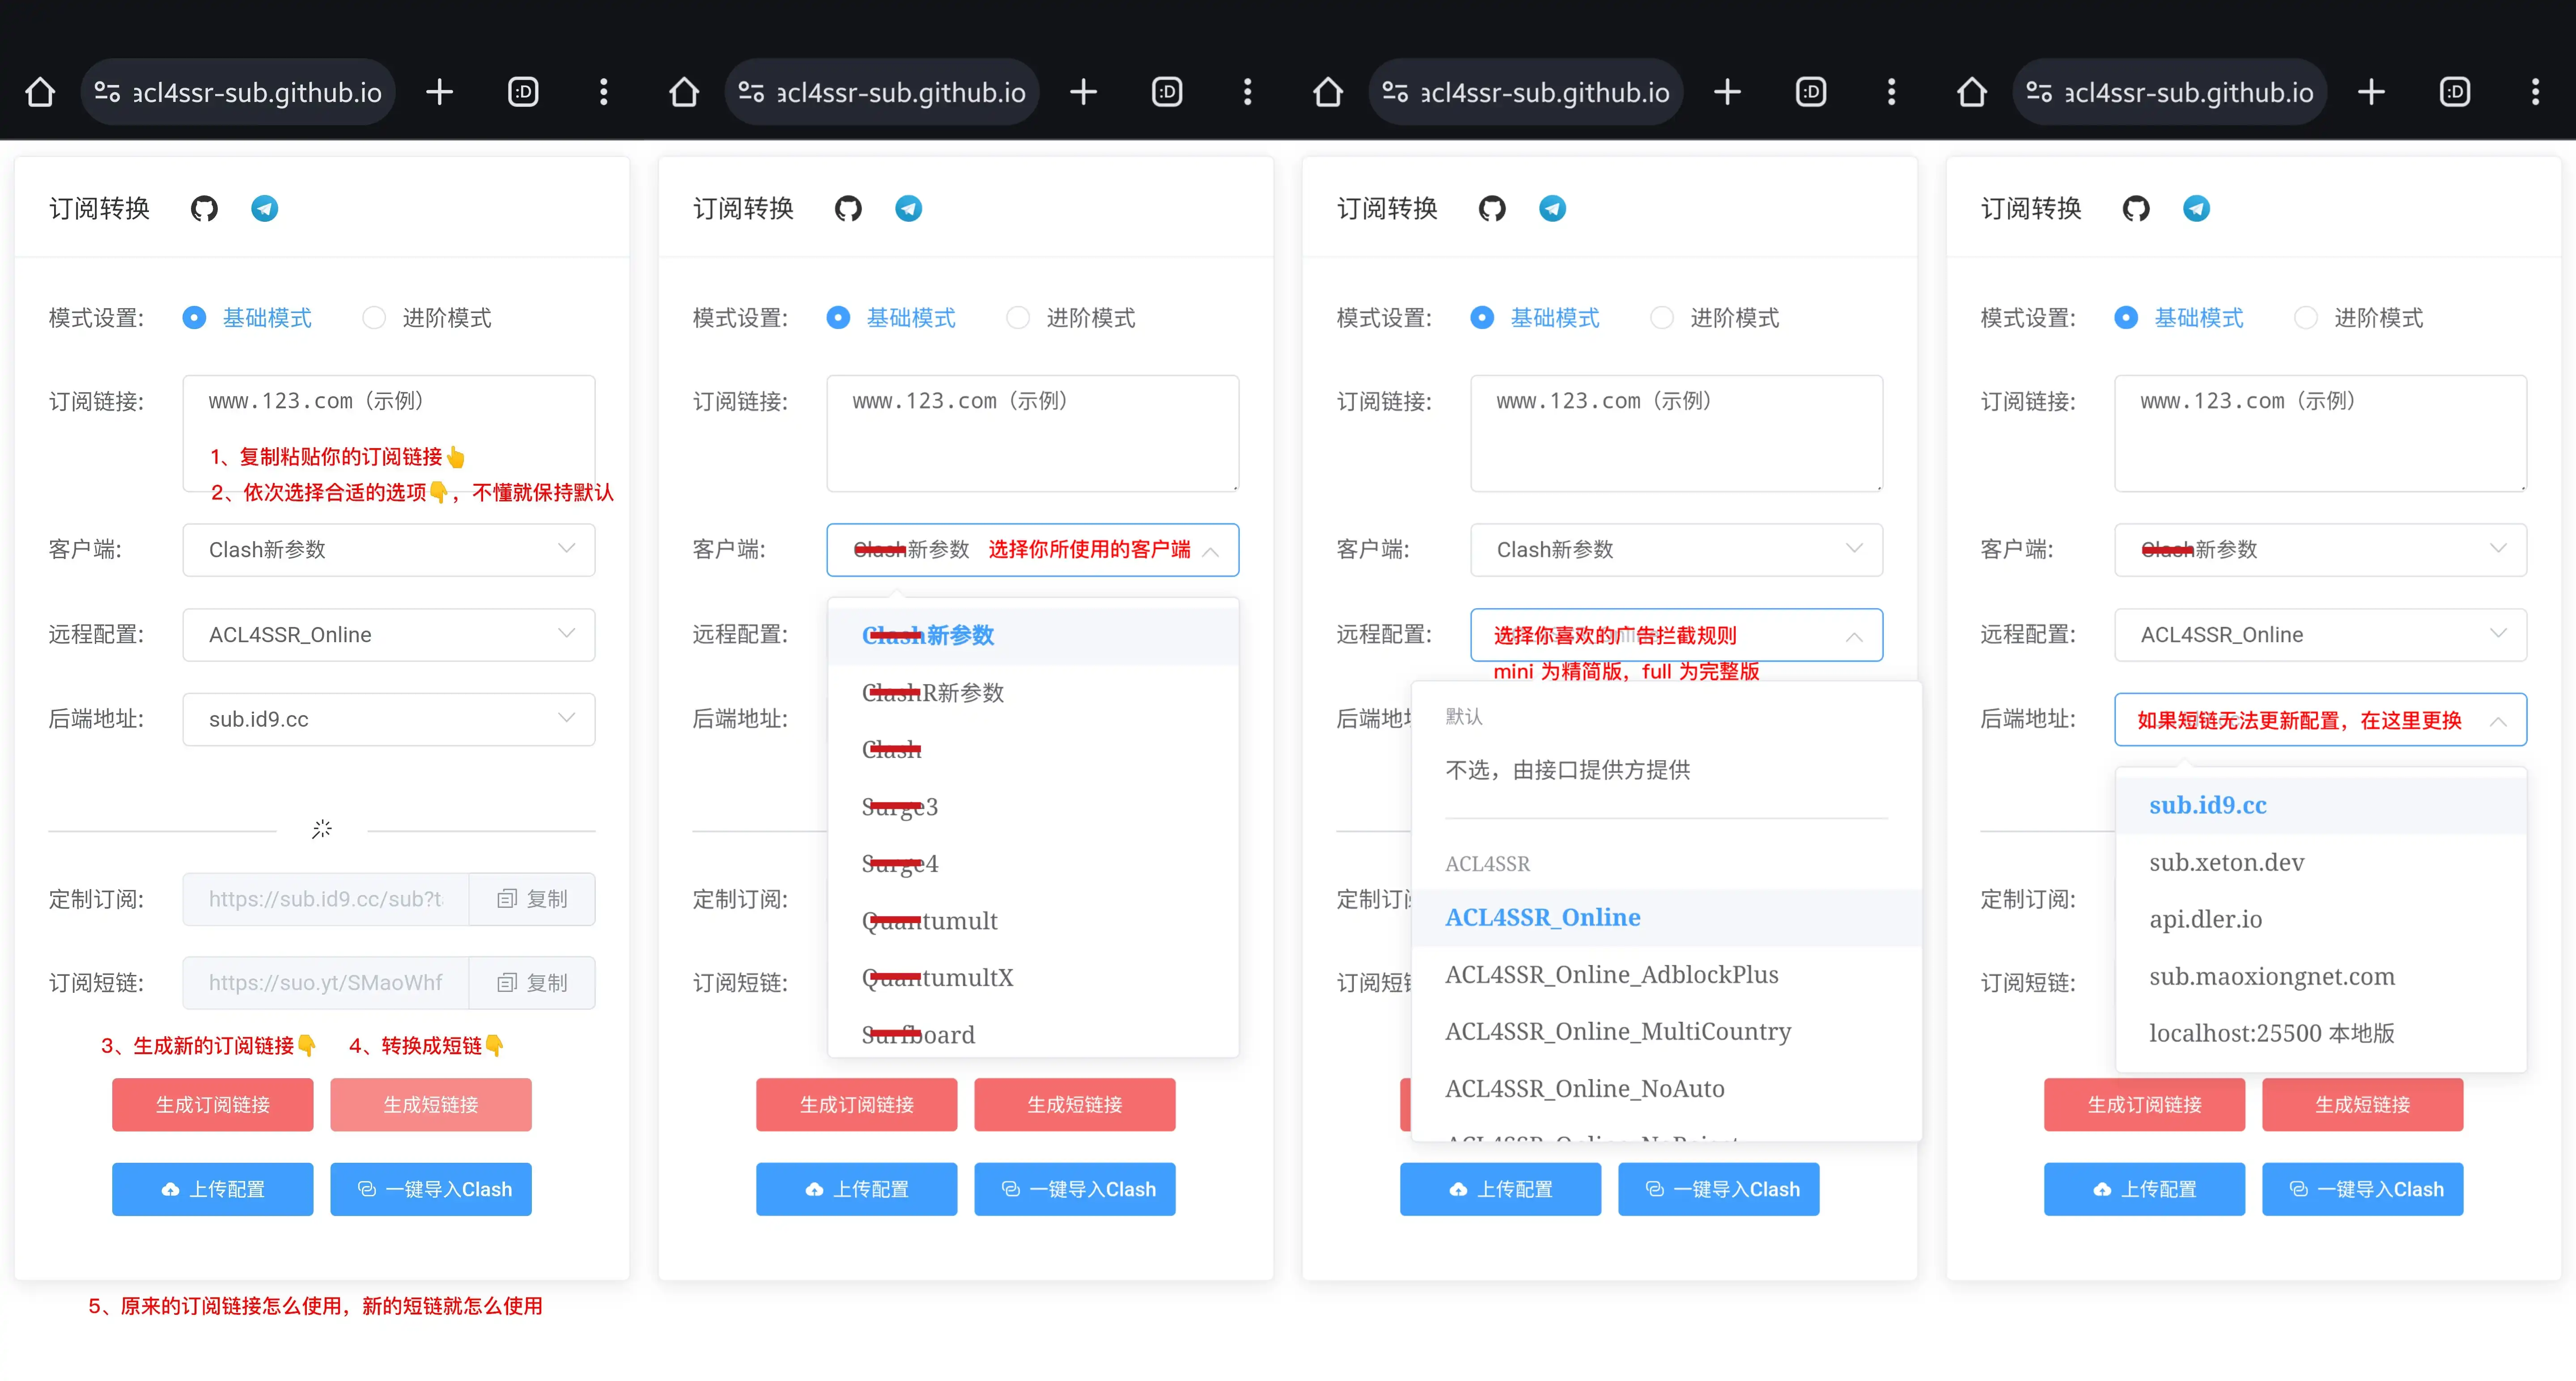 acl4ssr-sub.github.io
:D
订阅转换
模式设置:
基础模式
进阶模式
订阅链接:
www.123.com（示例）
1、复制粘贴你的订阅链接👆
2、依次选择合适的选项👇，不懂就保持默认
客户端:
Clash新参数
远程配置:
ACL4SSR_Online
后端地址:
sub.id9.cc
定制订阅:
https://sub.id9.cc/sub?t
复制
订阅短链:
https://suo.yt/SMaoWhf
复制
3、生成新的订阅链接👇
4、转换成短链👇
生成订阅链接
生成短链接
上传配置
一键导入Clash
5、原来的订阅链接怎么使用，新的短链就怎么使用
acl4ssr-sub.github.io
:D
订阅转换
模式设置:
基础模式
进阶模式
订阅链接:
www.123.com（示例）
客户端:
Clash新参数
选择你所使用的客户端
远程配置:
后端地址:
Clash新参数
ClashR新参数
Clash
Surge3
Surge4
Quantumult
QuantumultX
Surfboard
定制订阅:
订阅短链:
生成订阅链接
生成短链接
上传配置
一键导入Clash
acl4ssr-sub.github.io
:D
订阅转换
模式设置:
基础模式
进阶模式
订阅链接:
www.123.com（示例）
客户端:
Clash新参数
远程配置:
选择你喜欢的广告拦截规则
mini 为精简版，full 为完整版
后端地
默认
不选，由接口提供方提供
ACL4SSR
ACL4SSR_Online
ACL4SSR_Online_AdblockPlus
ACL4SSR_Online_MultiCountry
ACL4SSR_Online_NoAuto
定制订
订阅短
上传配置
一键导入Clash
acl4ssr-sub.github.io
:D
订阅转换
模式设置:
基础模式
进阶模式
订阅链接:
www.123.com（示例）
客户端:
Clash新参数
远程配置:
ACL4SSR_Online
后端地址:
如果短链无法更新配置，在这里更换
sub.id9.cc
sub.xeton.dev
api.dler.io
sub.maoxiongnet.com
localhost:25500 本地版
定制订阅:
订阅短链:
生成订阅链接
生成短链接
上传配置
一键导入Clash